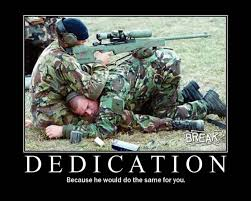 BREAK
DEDICATION
Because he would do the same for you.